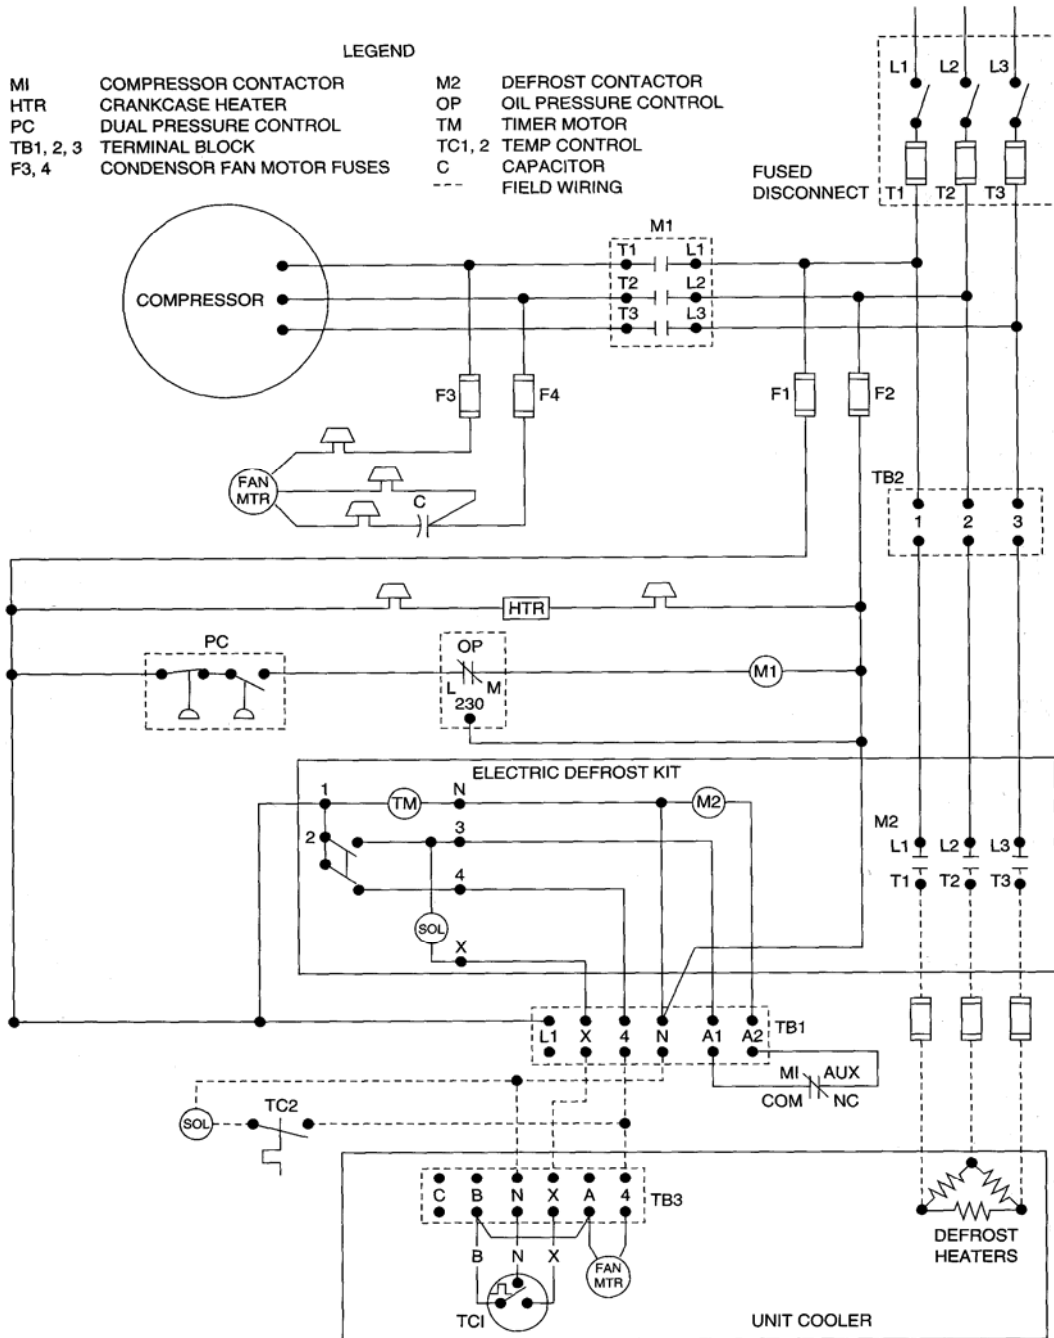 LEGEND
MI COMPRESSOR CONTACTOR
HTR CRANKCASE HEATER
PC DUAL PRESSURE CONTROL
TB1, 2, 3 TERMINAL BLOCK
F3, 4 CONDENSOR FAN MOTOR FUSES
M2 DEFROST CONTACTOR
OP OIL PRESSURE CONTROL
TM TIMER MOTOR
TC1, 2 TEMP CONTROL
C CAPACITOR
--- FIELD WIRING
L1 L2 L3
FUSED
DISCONNECT
T1 T2 T3
M1
T1 L1
T2 L2
T3 L3
COMPRESSOR
F3 F4
F1 F2
FAN
MTR
C
TB2
1 2 3
HTR
PC
OP
L M
230
M1
ELECTRIC DEFROST KIT
1 TM N M2
2 3
4
SOL
X
M2
L1 L2 L3
T1 T2 T3
L1 X 4 N A1 A2
TB1
MI AUX
COM NC
SOL
TC2
C B N X A 4
TB3
B N X
FAN
MTR
TCI
DEFROST
HEATERS
UNIT COOLER